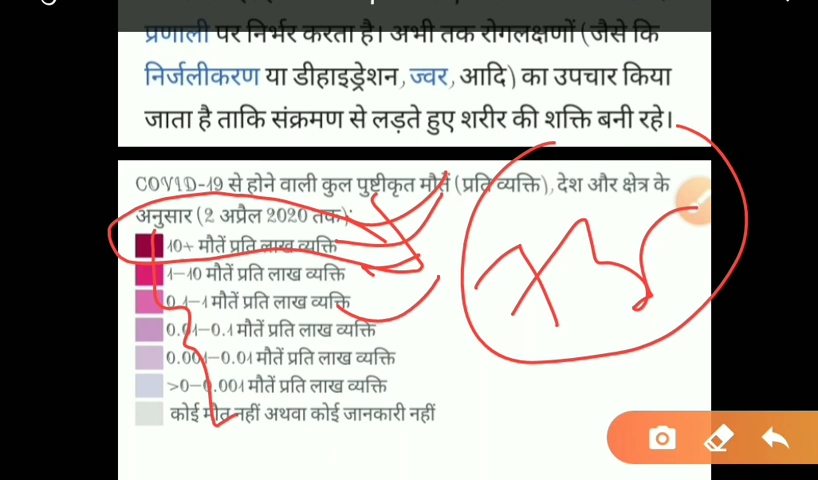 प्रणाली पर निर्भर करता है। अभी तक रोगलक्षणों (जैसे कि
निर्जलीकरण या डीहाइड्रेशन, ज्वर, आदि) का उपचार किया
जाता है ताकि संक्रमण से लड़ते हुए शरीर की शक्ति बनी रहे।
COVID-19 से होने वाली कुल पुष्टीकृत मौतें (प्रति व्यक्ति), देश और क्षेत्र के
अनुसार (2 अप्रैल 2020 तक):
10+ मौतें प्रति लाख व्यक्ति
1–10 मौतें प्रति लाख व्यक्ति
0.1–1 मौतें प्रति लाख व्यक्ति
0.01–0.1 मौतें प्रति लाख व्यक्ति
0.001–0.01 मौतें प्रति लाख व्यक्ति
>0–0.001 मौतें प्रति लाख व्यक्ति
कोई मौत नहीं अथवा कोई जानकारी नहीं